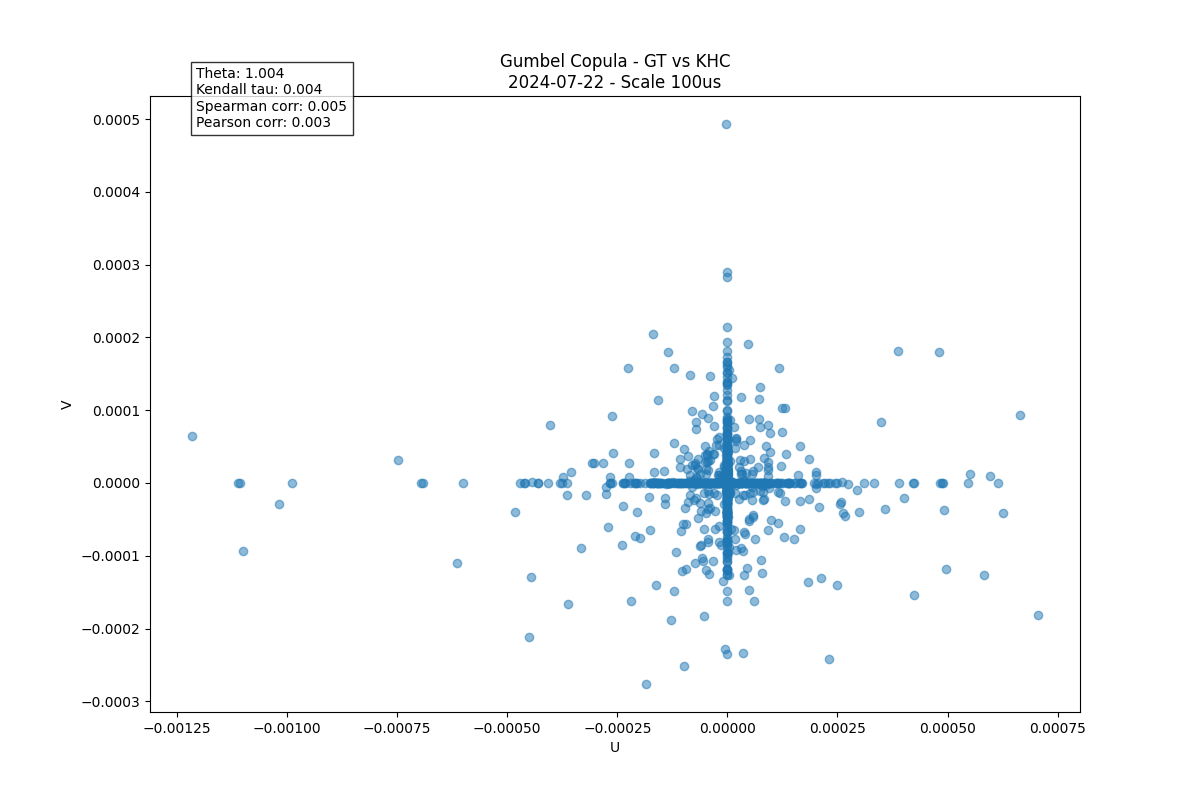 Gumbel Copula - GT vs KHC
2024-07-22 - Scale 100us
Theta: 1.004
Kendall tau: 0.004
Spearman corr: 0.005
Pearson corr: 0.003
0.0005
0.0004
0.0003
0.0002
0.0001
0.0000
−0.0001
−0.0002
−0.0003
V
−0.00125 −0.00100 −0.00075 −0.00050 −0.00025 0.00000 0.00025 0.00050 0.00075
U